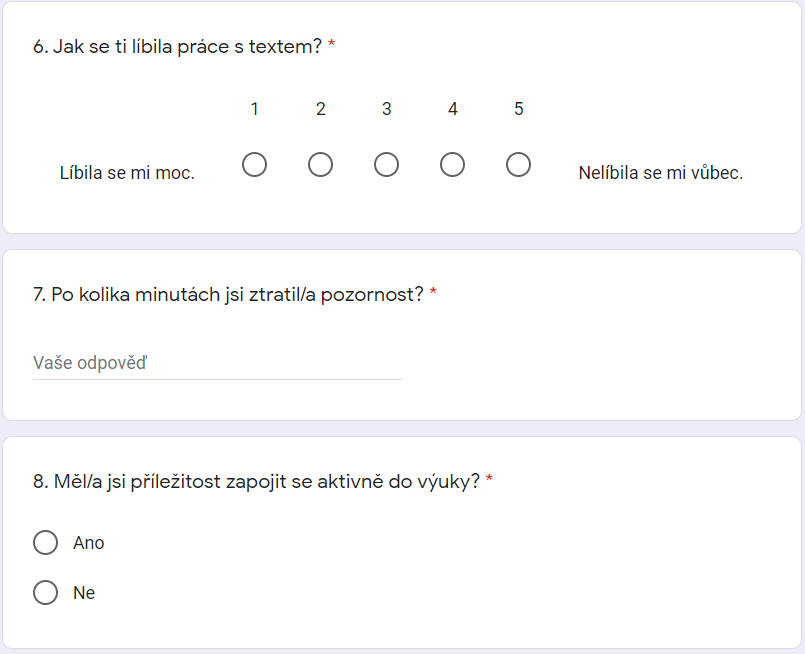 6. Jak se ti líbila práce s textem? *
1 2 3 4 5
Líbila se mi moc.
Nelíbila se mi vůbec.
7. Po kolika minutách jsi ztratil/a pozornost? *
Vaše odpověď
8. Měl/a jsi příležitost zapojit se aktivně do výuky? *
Ano
Ne